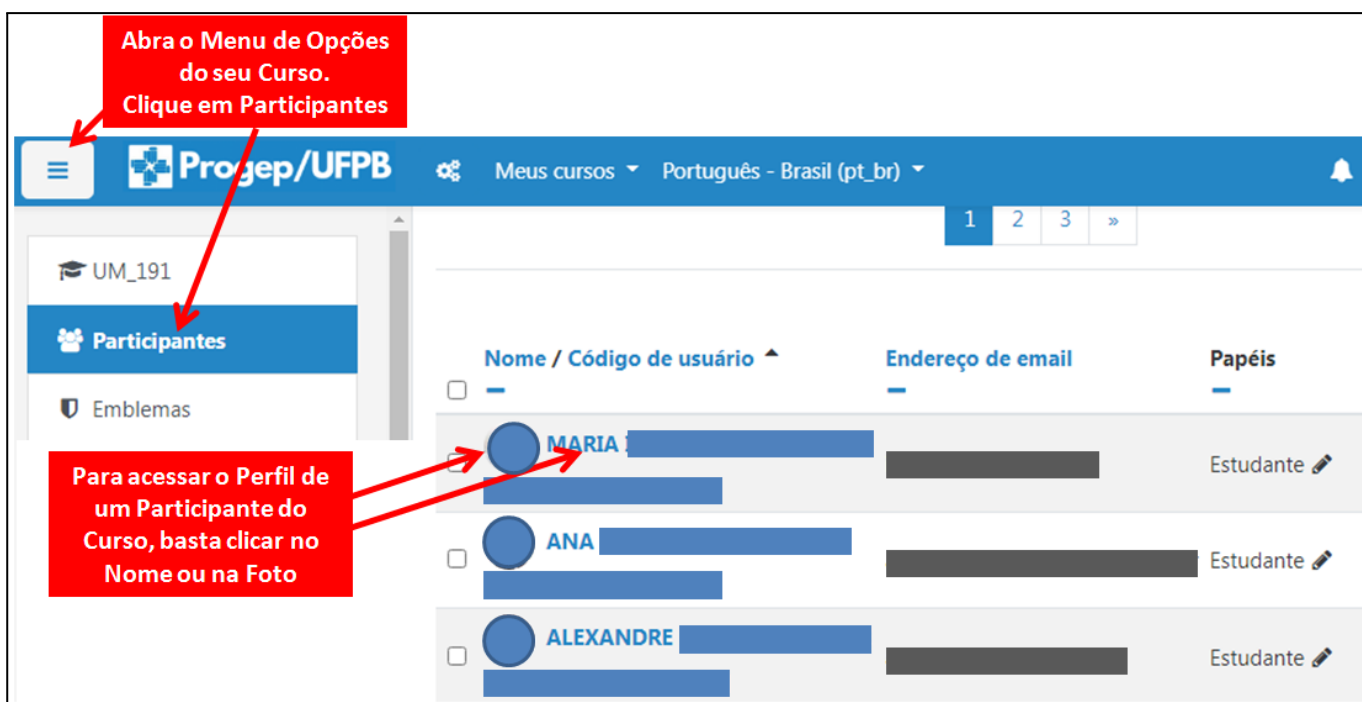 Abra o Menu de Opções
do seu Curso.
Clique em Participantes
Progep/UFPB
Meus cursos
Português - Brasil (pt_br)
1 2 3 »
UM_191
Participantes
Emblemas
Nome / Código de usuário
Endereço de email
Papéis
MARIA
Estudante
Para acessar o Perfil de
um Participante do
Curso, basta clicar no
Nome ou na Foto
ANA
Estudante
ALEXANDRE
Estudante